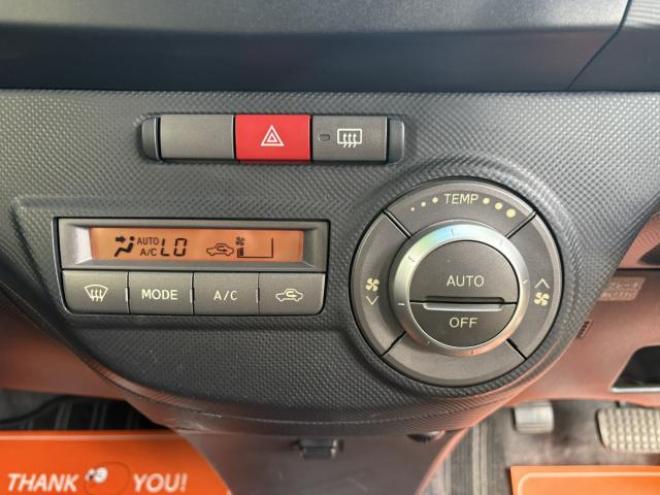 TEMP
AUTO
A/C LO
MODE
A/C
AUTO
OFF
THANK YOU!